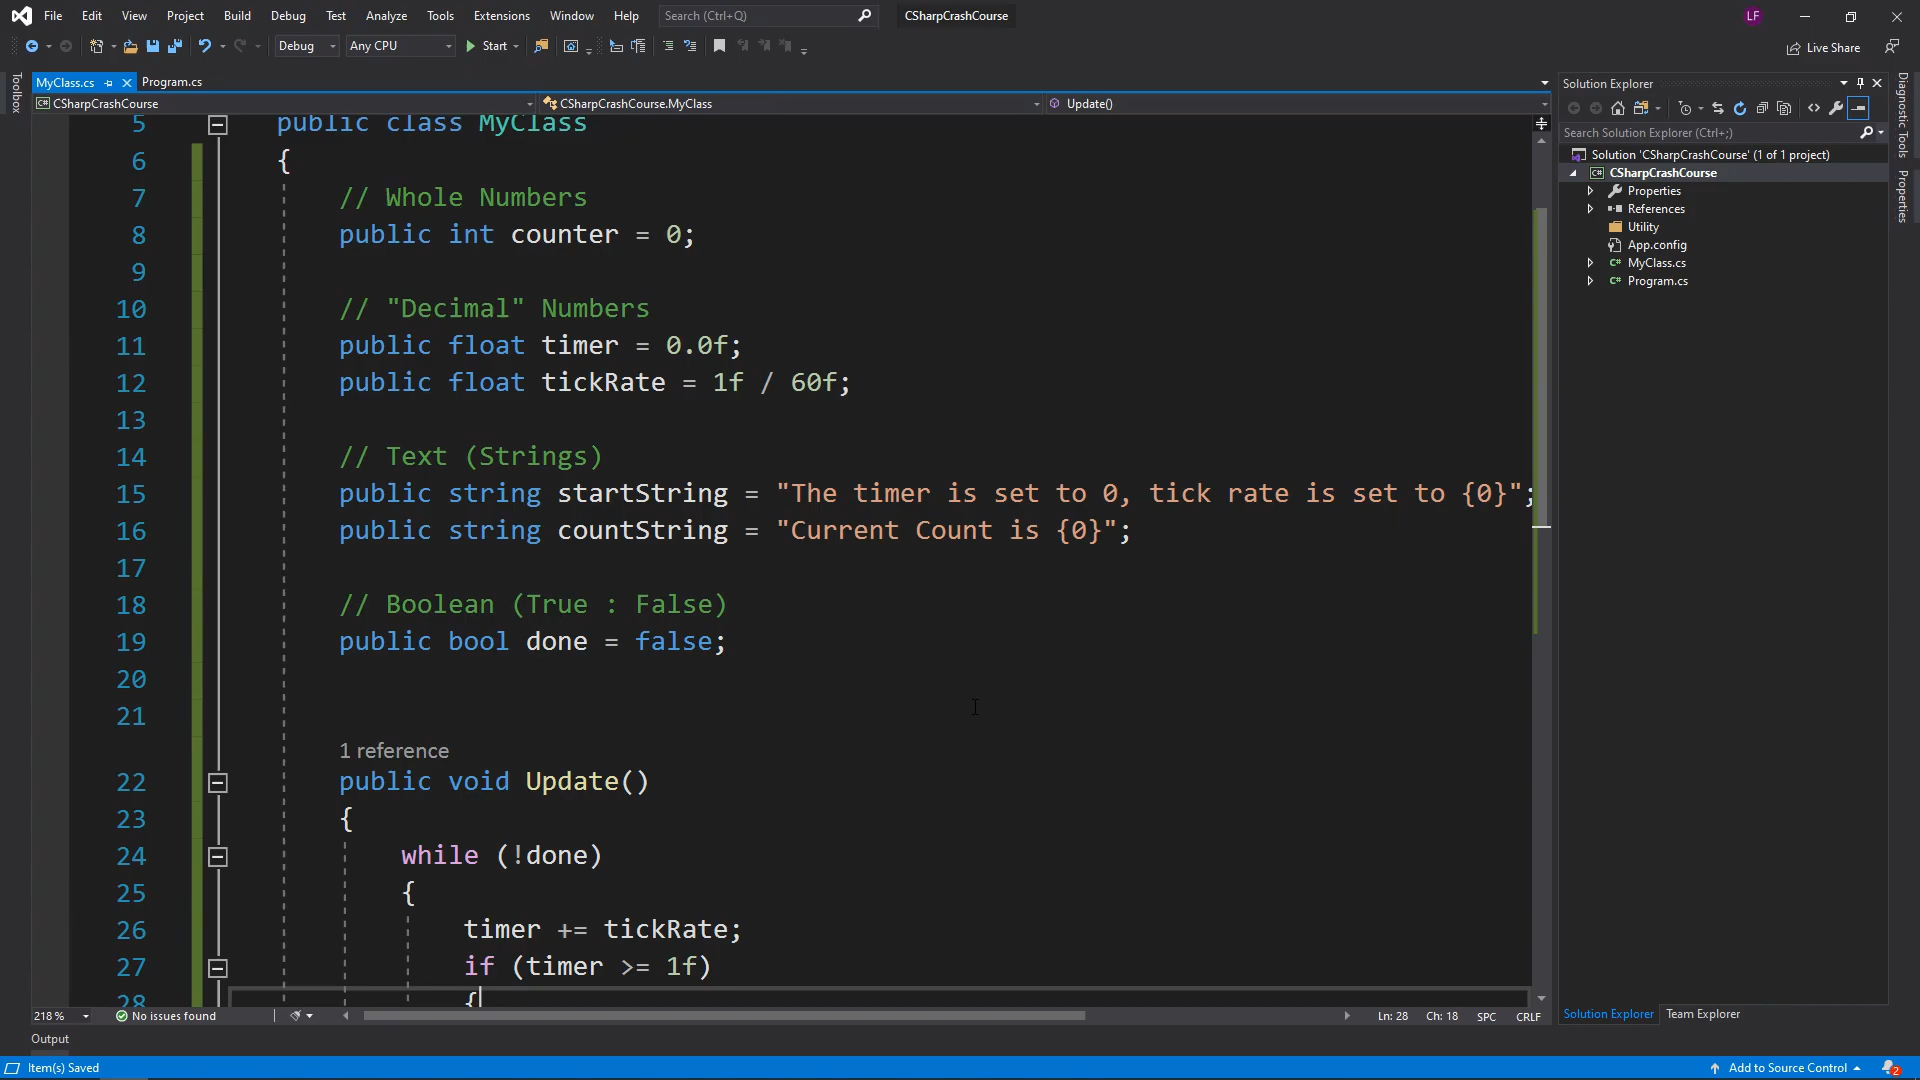 File Edit View Project Build Debug Test Analyze Tools Extensions Window Help Search (Ctrl+Q) CSharpCrashCourse LF
Debug Any CPU Start Live Share
Toolbox
MyClass.cs Program.cs
CSharpCrashCourse CSharpCrashCourse.MyClass Update()
5 public class MyClass
6 {
7 // Whole Numbers
8 public int counter = 0;
9
10 // "Decimal" Numbers
11 public float timer = 0.0f;
12 public float tickRate = 1f / 60f;
13
14 // Text (Strings)
15 public string startString = "The timer is set to 0, tick rate is set to {0}";
16 public string countString = "Current Count is {0}";
17
18 // Boolean (True : False)
19 public bool done = false;
20
21
1 reference
22 public void Update()
23 {
24 while (!done)
25 {
26 timer += tickRate;
27 if (timer >= 1f)
28 {
218 % No issues found Ln: 28 Ch: 18 SPC CRLF
Output
Item(s) Saved
Solution Explorer
Search Solution Explorer (Ctrl+;)
Solution 'CSharpCrashCourse' (1 of 1 project)
C# CSharpCrashCourse
Properties
References
Utility
App.config
C# MyClass.cs
C# Program.cs
Solution Explorer Team Explorer
Diagnostic Tools
Properties
Add to Source Control 2